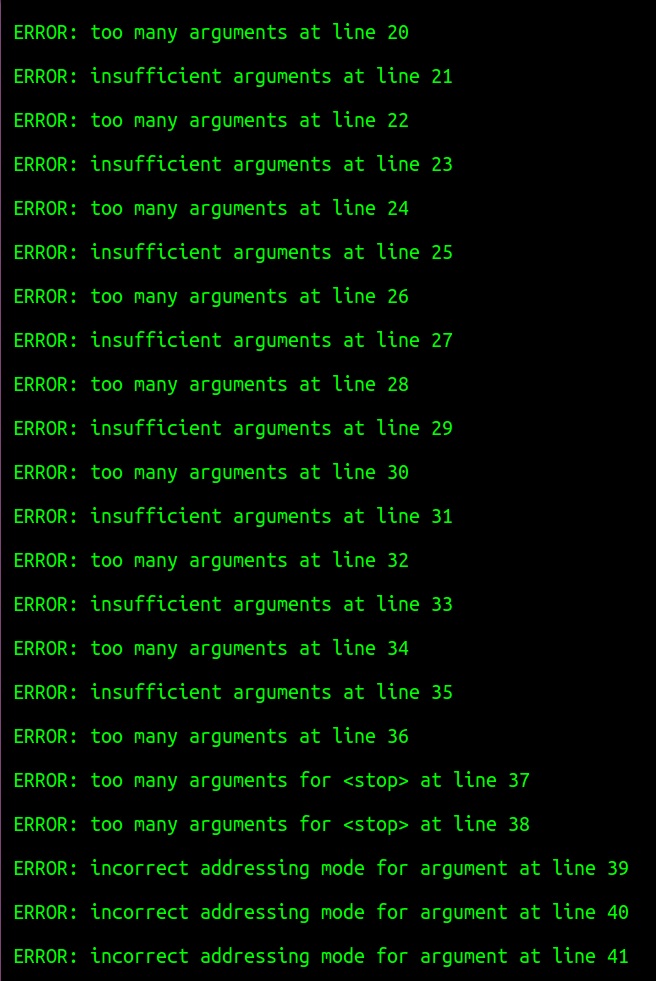 ERROR: too many arguments at line 20
ERROR: insufficient arguments at line 21
ERROR: too many arguments at line 22
ERROR: insufficient arguments at line 23
ERROR: too many arguments at line 24
ERROR: insufficient arguments at line 25
ERROR: too many arguments at line 26
ERROR: insufficient arguments at line 27
ERROR: too many arguments at line 28
ERROR: insufficient arguments at line 29
ERROR: too many arguments at line 30
ERROR: insufficient arguments at line 31
ERROR: too many arguments at line 32
ERROR: insufficient arguments at line 33
ERROR: too many arguments at line 34
ERROR: insufficient arguments at line 35
ERROR: too many arguments at line 36
ERROR: too many arguments for <stop> at line 37
ERROR: too many arguments for <stop> at line 38
ERROR: incorrect addressing mode for argument at line 39
ERROR: incorrect addressing mode for argument at line 40
ERROR: incorrect addressing mode for argument at line 41